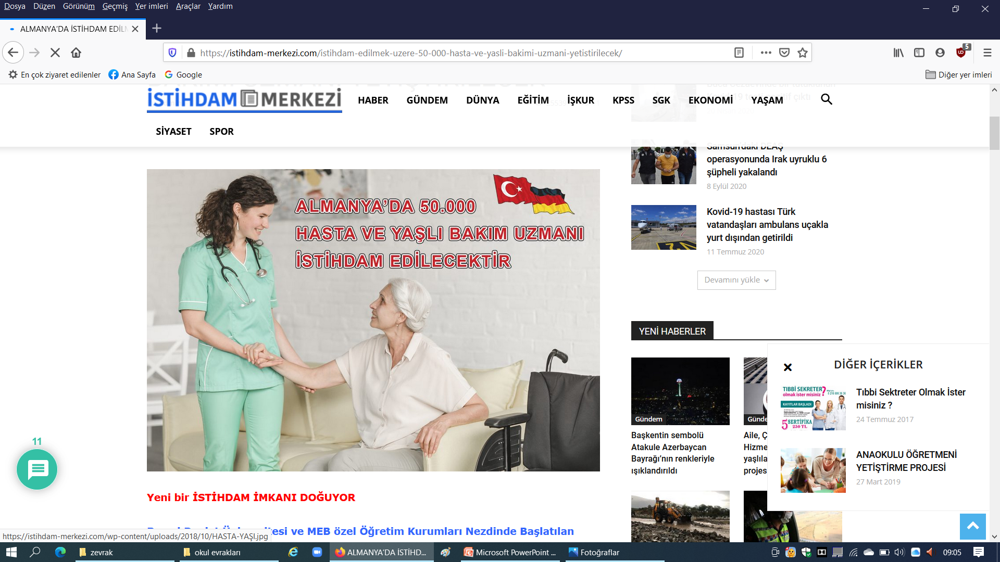 Dosya Düzen Görünüm Geçmiş Yer imleri Araçlar Yardım
ALMANYA'DA İSTİHDAM EDİLM
https://istihdam-merkezi.com/istihdam-edilmek-uzere-50-000-hasta-ve-yasli-bakimi-uzmani-yetistirilecek/
5
En çok ziyaret edilenler Ana Sayfa Google Diğer yer imleri
İSTİHDAM MERKEZİ HABER GÜNDEM DÜNYA EĞİTİM İŞKUR KPSS SGK EKONOMİ YAŞAM
SİYASET SPOR
ALMANYA'DA 50.000
HASTA VE YAŞLI BAKIM UZMANI
İSTİHDAM EDİLECEKTİR
Yeni bir İSTİHDAM İMKANI DOĞUYOR
ve MEB özel Öğretim Kurumları Nezdinde Başlatılan
Samsun'daki DEAŞ
operasyonunda Irak uyruklu 6
şüpheli yakalandı
8 Eylül 2020
Kovid-19 hastası Türk
vatandaşları ambulans uçakla
yurt dışından getirildi
11 Temmuz 2020
Devamını yükle
YENİ HABERLER
Gündem
Başkentin sembolü
Atakule Azerbaycan
Bayrağı'nın renkleriyle
ışıklandırıldı
Günde
Aile, Ç
Hizme
yaşlıla
projes
DİĞER İÇERİKLER
TIBBİ SEKRETER
olmak ister misiniz ?
KAYITLAR BAŞLADI
5 SERTİFİKA
250 TL
Tıbbi Sektreter Olmak İster
misiniz ?
24 Temmuz 2017
ANAOKULU ÖĞRETMENİ
YETİŞTİRME PROJESİ
27 Mart 2019
11
https://istihdam-merkezi.com/wp-content/uploads/2018/10/HASTA-YAŞI.jpg
zevrak okul evrakları ALMANYA'DA İSTİHD... Microsoft PowerPoint ... Fotoğraflar 09:05